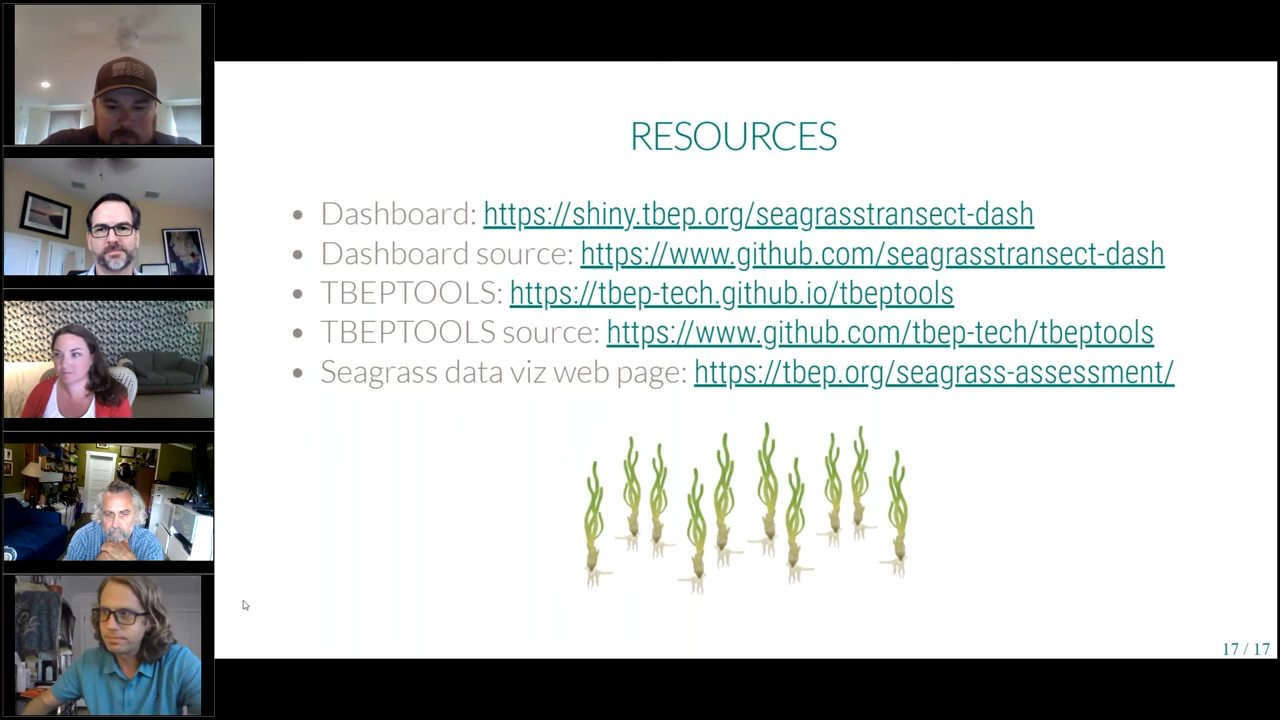 RESOURCES
• Dashboard: https://shiny.tbep.org/seagrasstransect-dash
• Dashboard source: https://www.github.com/seagrasstransect-dash
• TBEPTOOLS: https://tbep-tech.github.io/tbeptools
• TBEPTOOLS source: https://www.github.com/tbep-tech/tbeptools
• Seagrass data viz web page: https://tbep.org/seagrass-assessment/
17 / 17